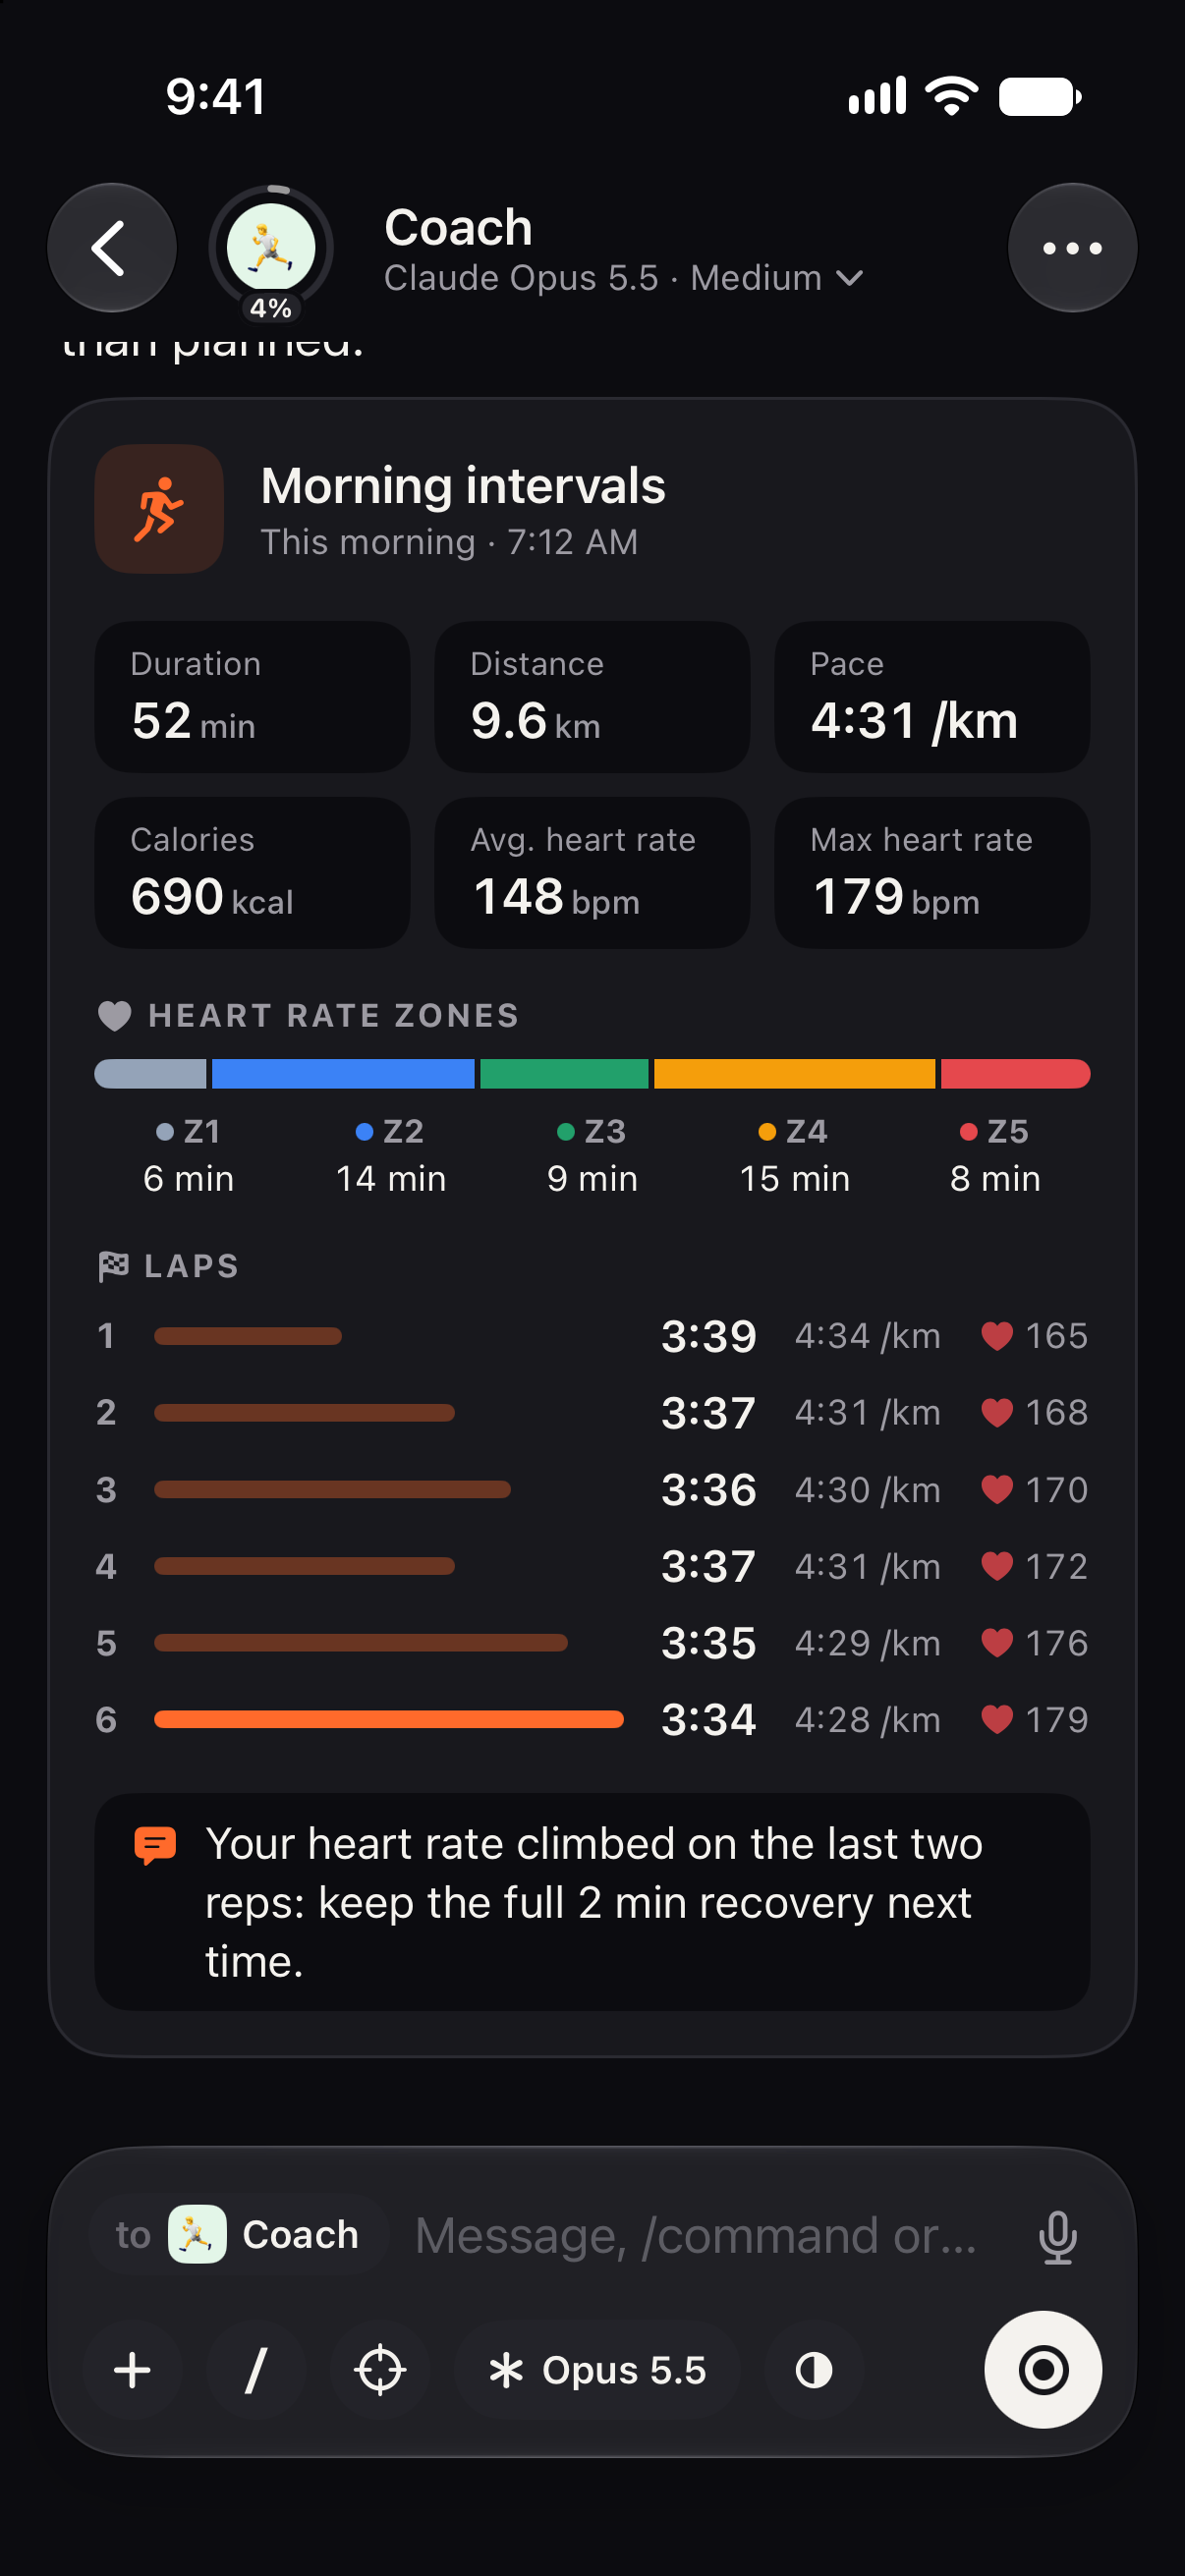 9:41
Coach
Claude Opus 5.5 · Medium
4%
than planned.
Morning intervals
This morning · 7:12 AM
Duration
52 min
Distance
9.6 km
Pace
4:31 /km
Calories
690 kcal
Avg. heart rate
148 bpm
Max heart rate
179 bpm
HEART RATE ZONES
Z1
6 min
Z2
14 min
Z3
9 min
Z4
15 min
Z5
8 min
LAPS
1 3:39 4:34 /km 165
2 3:37 4:31 /km 168
3 3:36 4:30 /km 170
4 3:37 4:31 /km 172
5 3:35 4:29 /km 176
6 3:34 4:28 /km 179
Your heart rate climbed on the last two
reps: keep the full 2 min recovery next
time.
to Coach Message, /command or...
/ Opus 5.5